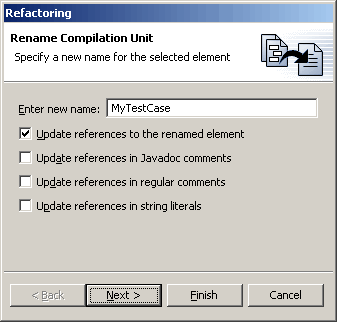 Refactoring
Rename Compilation Unit
Specify a new name for the selected element
Enter new name: MyTestCase
Update references to the renamed element
Update references in Javadoc comments
Update references in regular comments
Update references in string literals
< Back Next > Finish Cancel